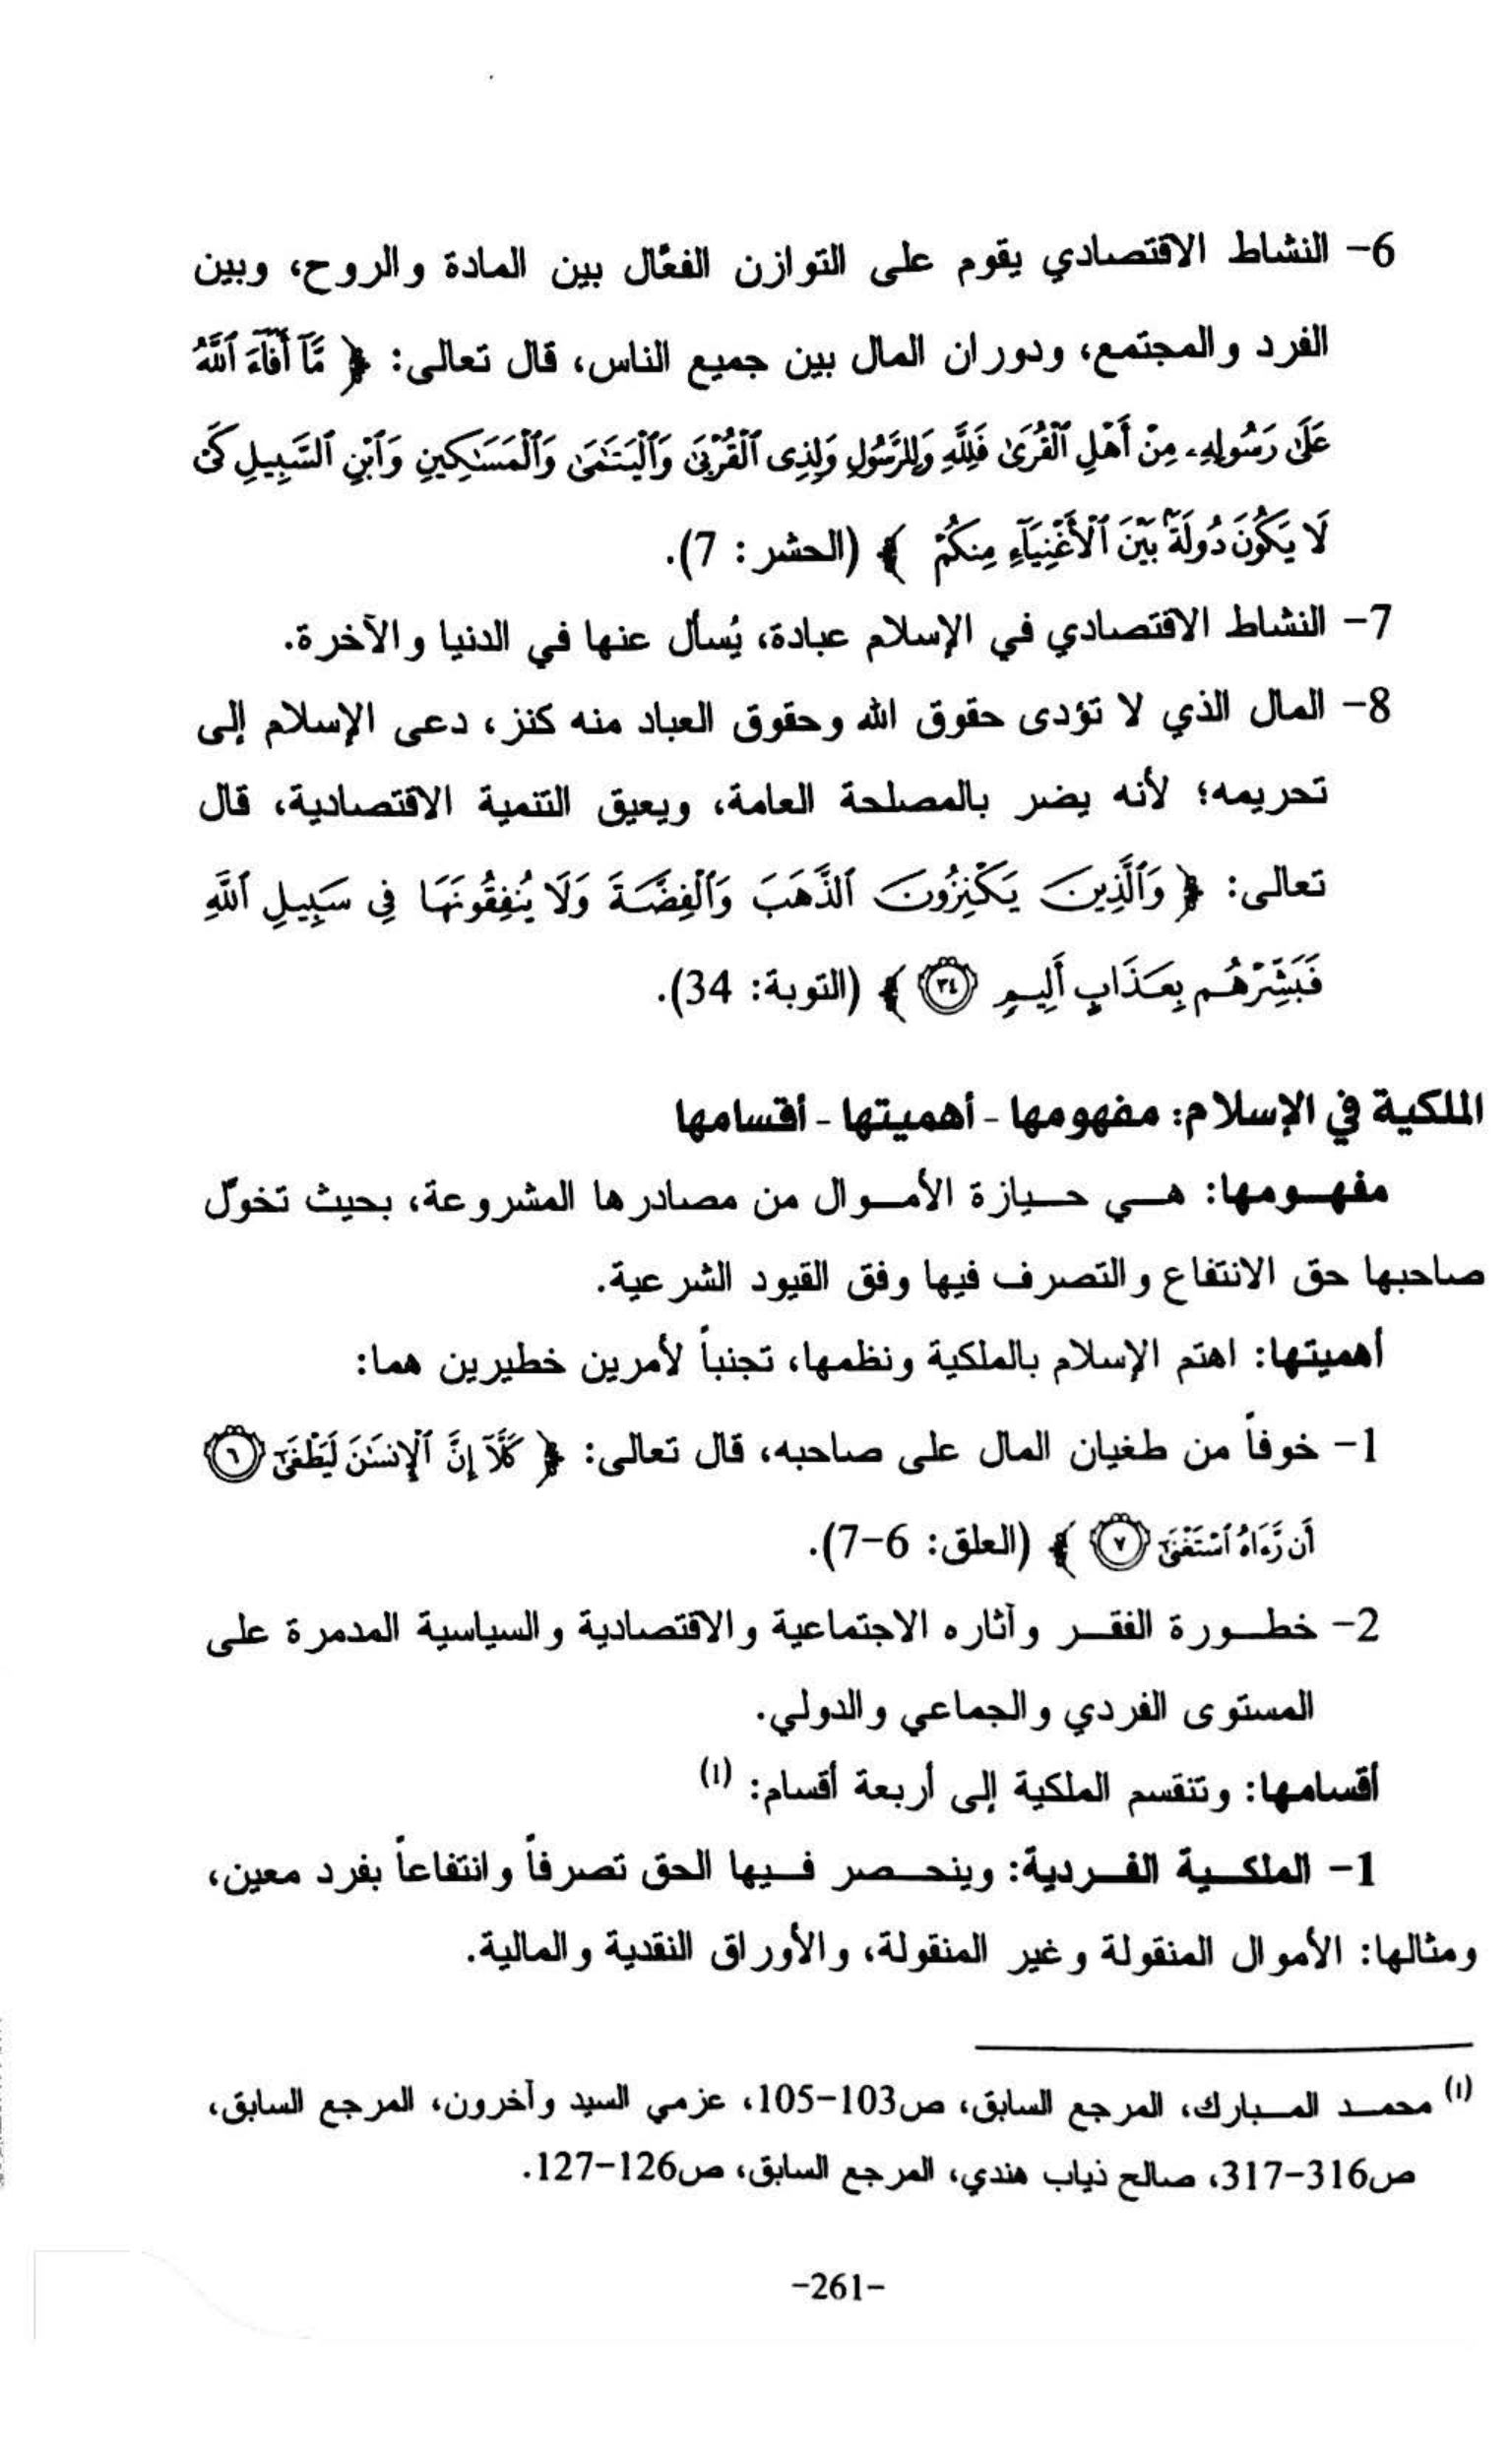 6- النشاط الاقتصادي يقوم على التوازن الفعّال بين المادة والروح، وبين
الفرد والمجتمع، ودوران المال بين جميع الناس، قال تعالى: ﴿ مَّآ أَفَآءَ ٱللَّهُ
عَلَىٰ رَسُولِهِۦ مِنْ أَهْلِ ٱلْقُرَىٰ فَلِلَّهِ وَلِلرَّسُولِ وَلِذِى ٱلْقُرْبَىٰ وَٱلْيَتَٰمَىٰ وَٱلْمَسَٰكِينِ وَٱبْنِ ٱلسَّبِيلِ كَىْ
لَا يَكُونَ دُولَةًۢ بَيْنَ ٱلْأَغْنِيَآءِ مِنكُمْ ﴾ (الحشر: 7).
7- النشاط الاقتصادي في الإسلام عبادة، يُسأل عنها في الدنيا والآخرة.
8- المال الذي لا تؤدى حقوق الله وحقوق العباد منه كنز، دعى الإسلام إلى
تحريمه؛ لأنه يضر بالمصلحة العامة، ويعيق التنمية الاقتصادية، قال
تعالى: ﴿ وَٱلَّذِينَ يَكْنِزُونَ ٱلذَّهَبَ وَٱلْفِضَّةَ وَلَا يُنفِقُونَهَا فِى سَبِيلِ ٱللَّهِ
فَبَشِّرْهُم بِعَذَابٍ أَلِيمٍ ٣٤ ﴾ (التوبة: 34).
الملكية في الإسلام: مفهومها - أهميتها - أقسامها
مفهومها: هي حيازة الأموال من مصادرها المشروعة، بحيث تخوّل
صاحبها حق الانتفاع والتصرف فيها وفق القيود الشرعية.
أهميتها: اهتم الإسلام بالملكية ونظمها، تجنباً لأمرين خطيرين هما:
1- خوفاً من طغيان المال على صاحبه، قال تعالى: ﴿ كَلَّآ إِنَّ ٱلْإِنسَٰنَ لَيَطْغَىٰٓ ٦
أَن رَّءَاهُ ٱسْتَغْنَىٰٓ ٧ ﴾ (العلق: 6-7).
2- خطورة الفقر وآثاره الاجتماعية والاقتصادية والسياسية المدمرة على
المستوى الفردي والجماعي والدولي.
أقسامها: وتنقسم الملكية إلى أربعة أقسام: (١)
1- الملكية الفردية: وينحصر فيها الحق تصرفاً وانتفاعاً بفرد معين،
ومثالها: الأموال المنقولة وغير المنقولة، والأوراق النقدية والمالية.
(١) محمد المبارك، المرجع السابق، ص103-105، عزمي السيد وآخرون، المرجع السابق،
ص316-317، صالح ذياب هندي، المرجع السابق، ص126-127.
-261-